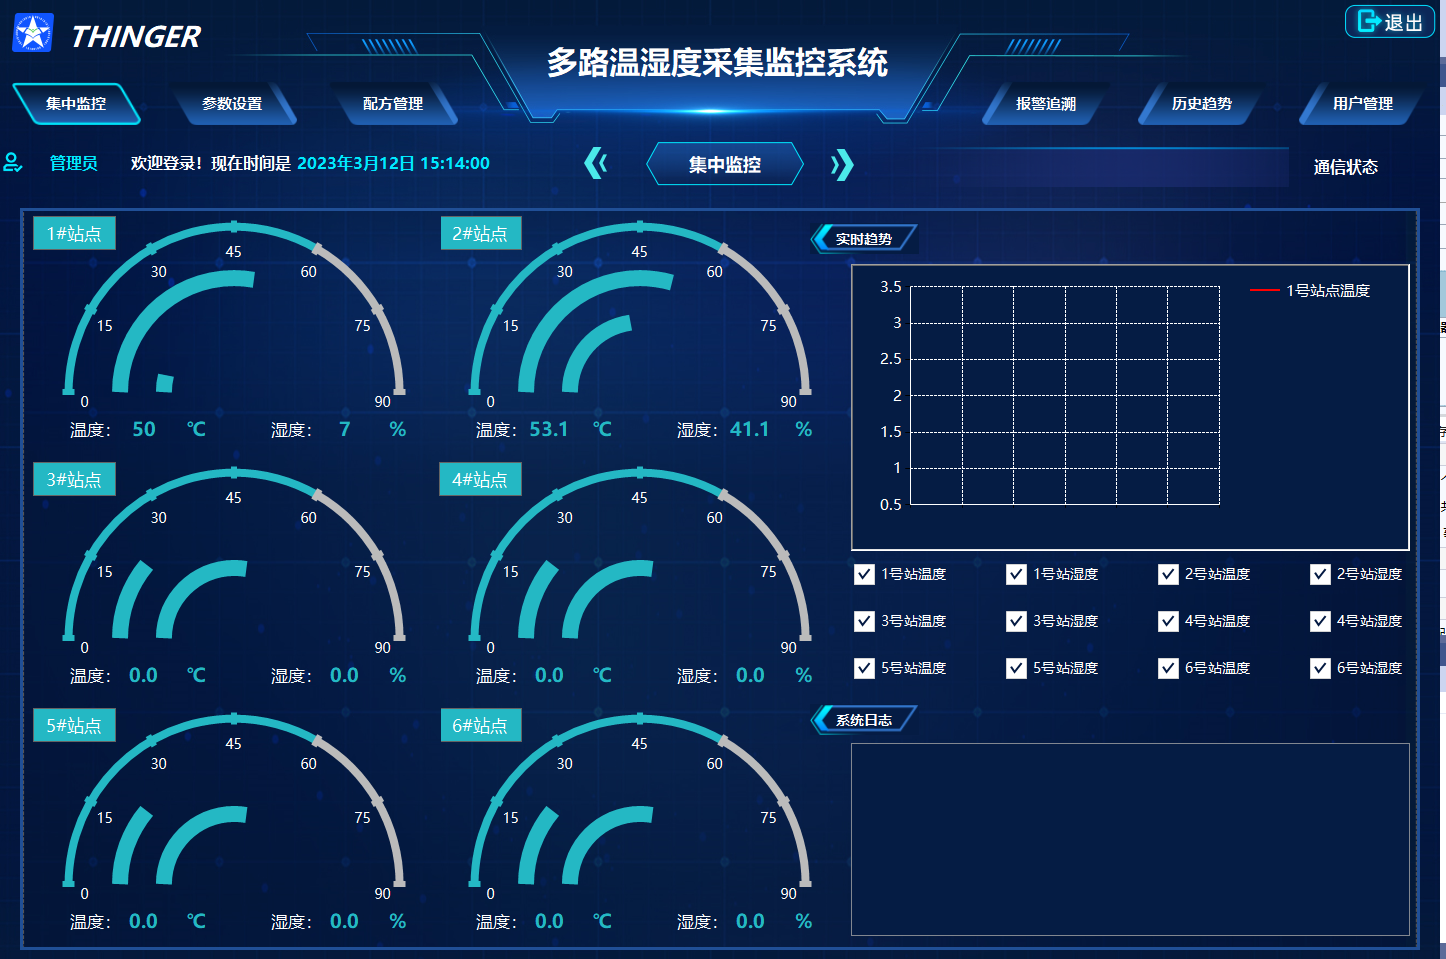 THINGER
多路温湿度采集监控系统
退出
集中监控
参数设置
配方管理
报警追溯
历史趋势
用户管理
管理员
欢迎登录！现在时间是 2023年3月12日 15:14:00
集中监控
通信状态
1#站点
0
15
30
45
60
75
90
温度： 50 ℃
湿度： 7 %
2#站点
0
15
30
45
60
75
90
温度： 53.1 ℃
湿度： 41.1 %
3#站点
0
15
30
45
60
75
90
温度： 0.0 ℃
湿度： 0.0 %
4#站点
0
15
30
45
60
75
90
温度： 0.0 ℃
湿度： 0.0 %
5#站点
0
15
30
45
60
75
90
温度： 0.0 ℃
湿度： 0.0 %
6#站点
0
15
30
45
60
75
90
温度： 0.0 ℃
湿度： 0.0 %
实时趋势
3.5
3
2.5
2
1.5
1
0.5
1号站点温度
1号站温度
1号站湿度
2号站温度
2号站湿度
3号站温度
3号站湿度
4号站温度
4号站湿度
5号站温度
5号站湿度
6号站温度
6号站湿度
系统日志